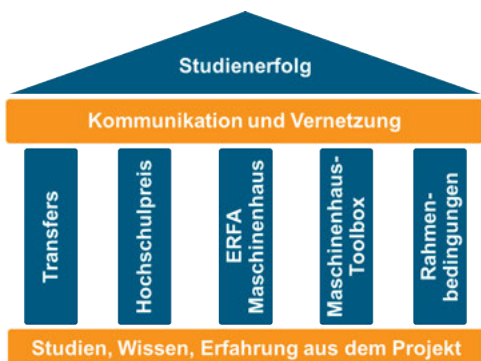 Studienerfolg
Kommunikation und Vernetzung
Transfers
Hochschulpreis
ERFA
Maschinenhaus
Maschinenhaus-
Toolbox
Rahmen-
bedingungen
Studien, Wissen, Erfahrung aus dem Projekt